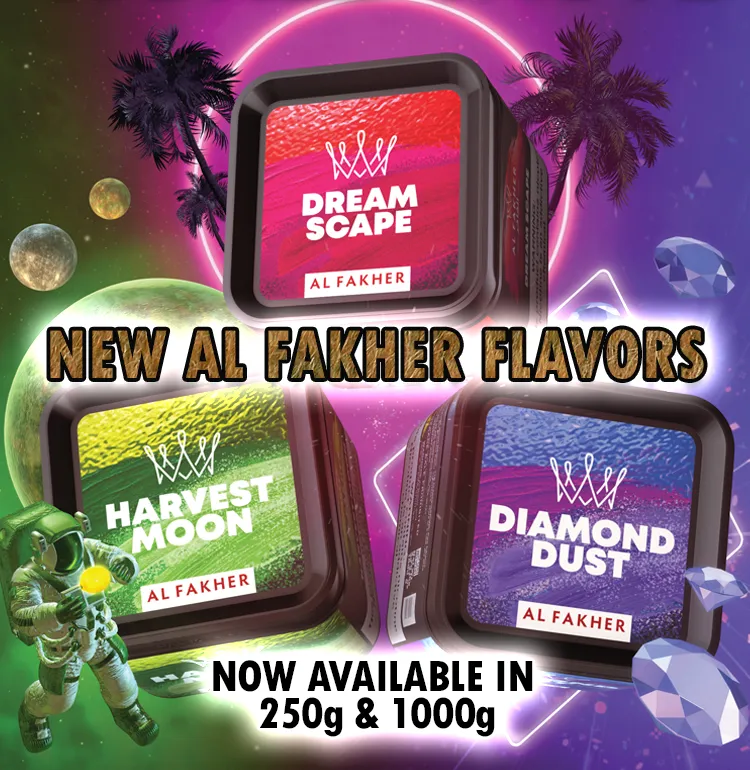 DREAM
SCAPE
AL FAKHER
NEW AL FAKHER FLAVORS
HARVEST
MOON
AL FAKHER
DIAMOND
DUST
AL FAKHER
NOW AVAILABLE IN
250g & 1000g